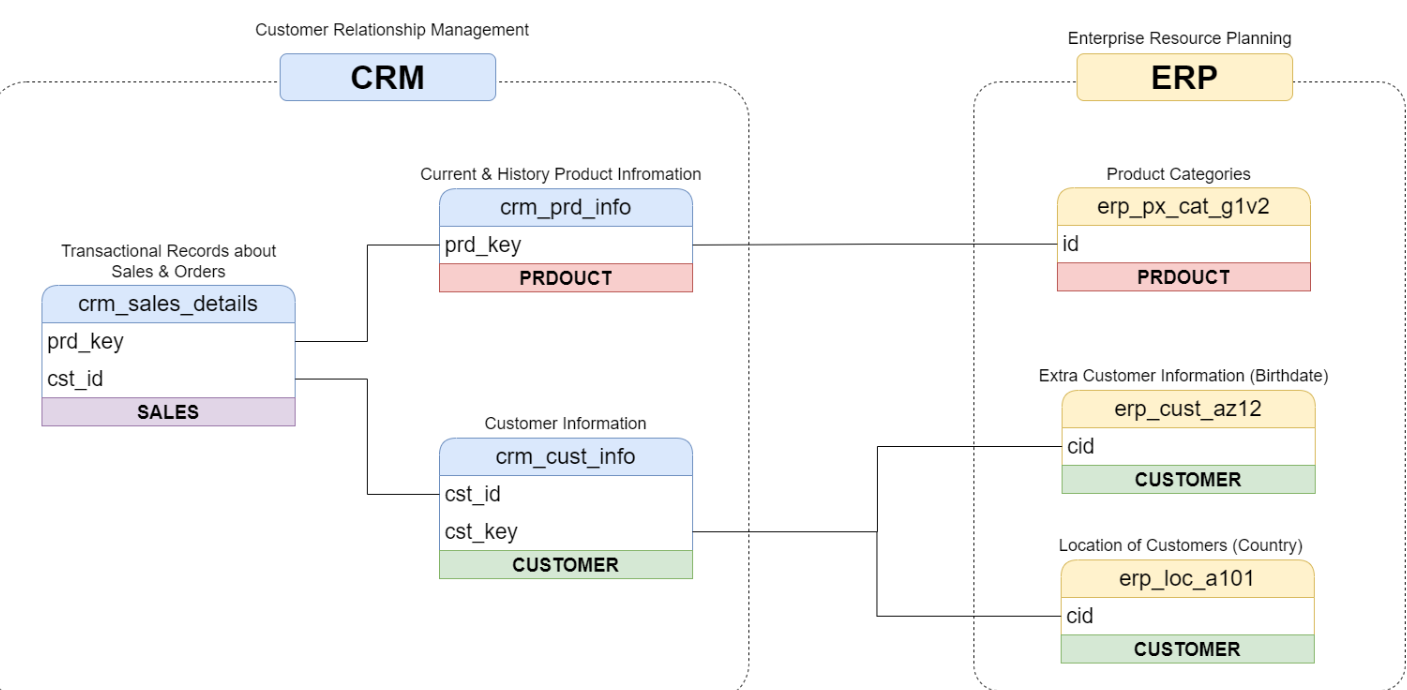 Customer Relationship Management
CRM
Transactional Records about
Sales & Orders
crm_sales_details
prd_key
cst_id
SALES
Current & History Product Infromation
crm_prd_info
prd_key
PRDOUCT
Customer Information
crm_cust_info
cst_id
cst_key
CUSTOMER
Enterprise Resource Planning
ERP
Product Categories
erp_px_cat_g1v2
id
PRDOUCT
Extra Customer Information (Birthdate)
erp_cust_az12
cid
CUSTOMER
Location of Customers (Country)
erp_loc_a101
cid
CUSTOMER